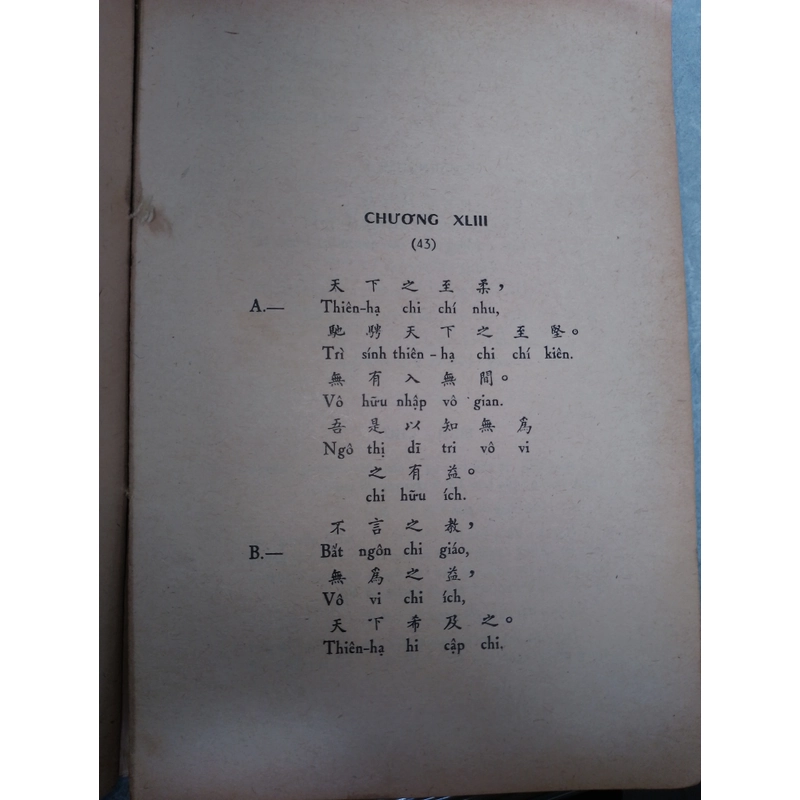 CHƯƠNG XLIII
(43)
天下之至柔，
A.— Thiên-hạ chi chí nhu,
馳騁天下之至堅。
Trì sính thiên-hạ chi chí kiên.
無有入無間。
Vô hữu nhập vô gian.
吾是以知無爲
Ngô thị dĩ tri vô vi
之有益。
chi hữu ích.
不言之教，
B.— Bất ngôn chi giáo,
無爲之益，
Vô vi chi ích,
天下希及之。
Thiên-hạ hi cập chi.